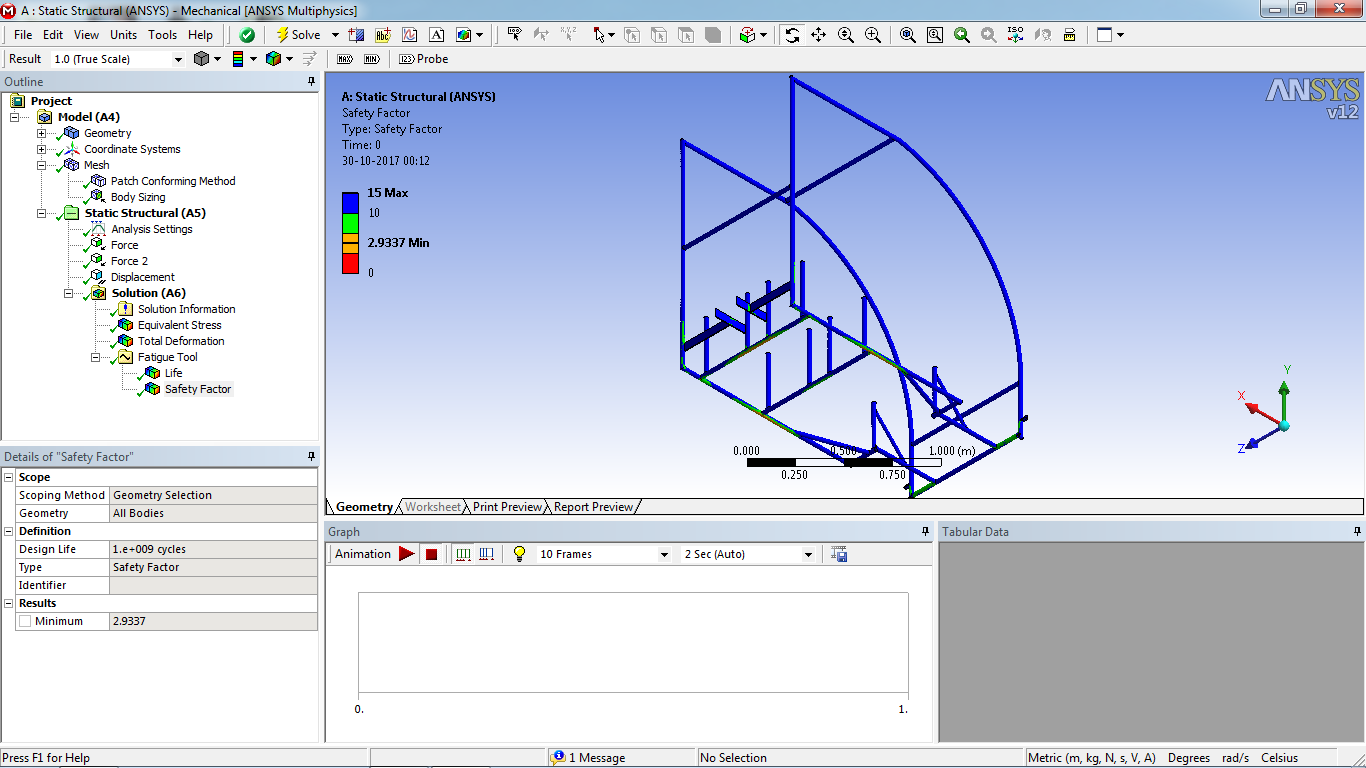 A : Static Structural (ANSYS) - Mechanical [ANSYS Multiphysics]
File Edit View Units Tools Help Solve
Result 1.0 (True Scale) MAX MIN 123 Probe
Outline
Project
Model (A4)
Geometry
Coordinate Systems
Mesh
Patch Conforming Method
Body Sizing
Static Structural (A5)
Analysis Settings
Force
Force 2
Displacement
Solution (A6)
Solution Information
Equivalent Stress
Total Deformation
Fatigue Tool
Life
Safety Factor
Details of "Safety Factor"
Scope
Scoping Method Geometry Selection
Geometry All Bodies
Definition
Design Life 1.e+009 cycles
Type Safety Factor
Identifier
Results
Minimum 2.9337
A: Static Structural (ANSYS)
Safety Factor
Type: Safety Factor
Time: 0
30-10-2017 00:12
15 Max
10
2.9337 Min
0
ANSYS
v12
Y
X
Z
0.000 0.500 1.000 (m)
0.250 0.750
Geometry Worksheet Print Preview Report Preview
Graph
Animation 10 Frames 2 Sec (Auto)
0. 1.
Tabular Data
Press F1 for Help 1 Message No Selection Metric (m, kg, N, s, V, A) Degrees rad/s Celsius